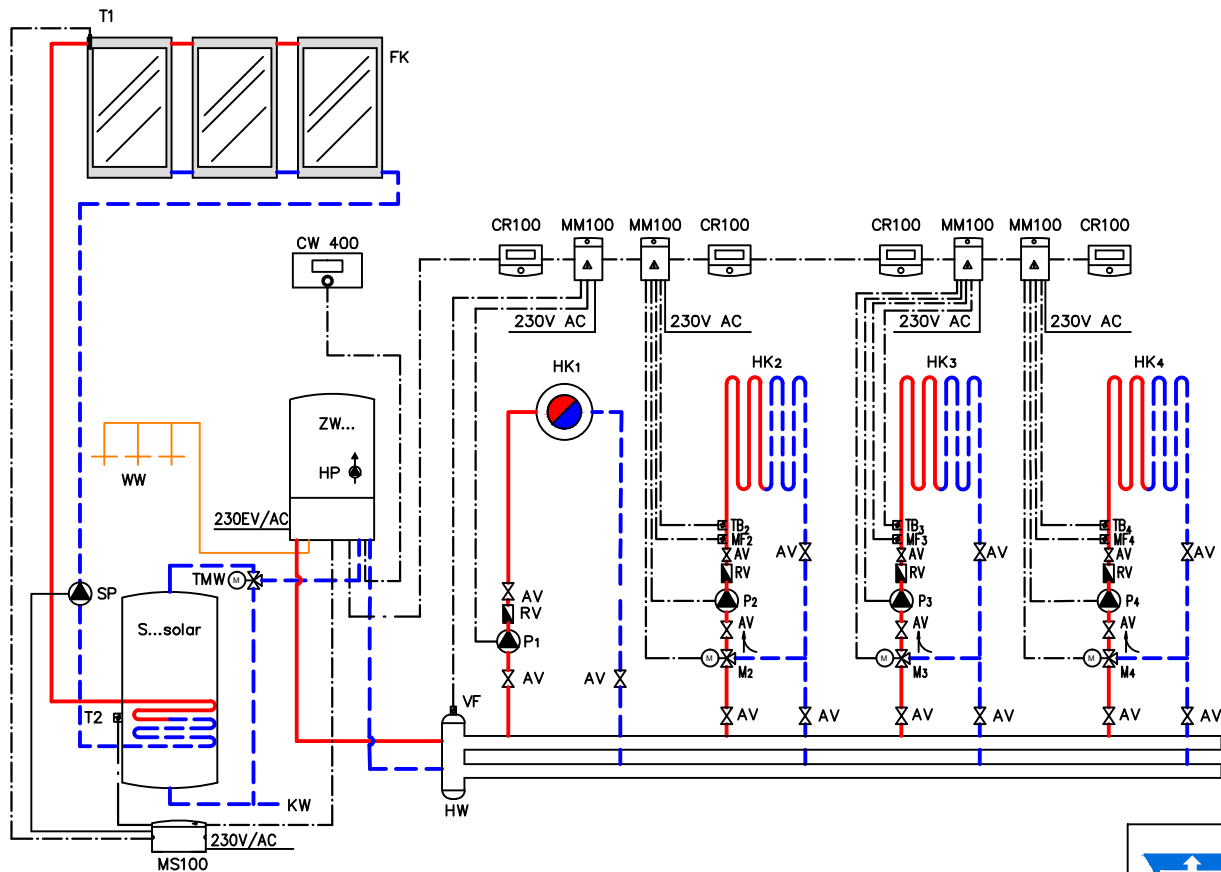 T1
FK
CR100 MM100 MM100 CR100 CR100 MM100 MM100 CR100
CW 400
230V AC 230V AC 230V AC 230V AC
HK1 HK2 HK3 HK4
ZW...
HP
WW
230EV/AC
TB2 TB3 TB4
MF2 MF3 MF4
AV AV AV AV AV AV
RV RV RV
TMW M
SP
AV P2 P3 P4
RV
S...solar
AV AV AV
P1
M M M
AV AV M2 M3 M4
VF
T2
AV AV AV AV AV AV
KW
HW
230V/AC
MS100